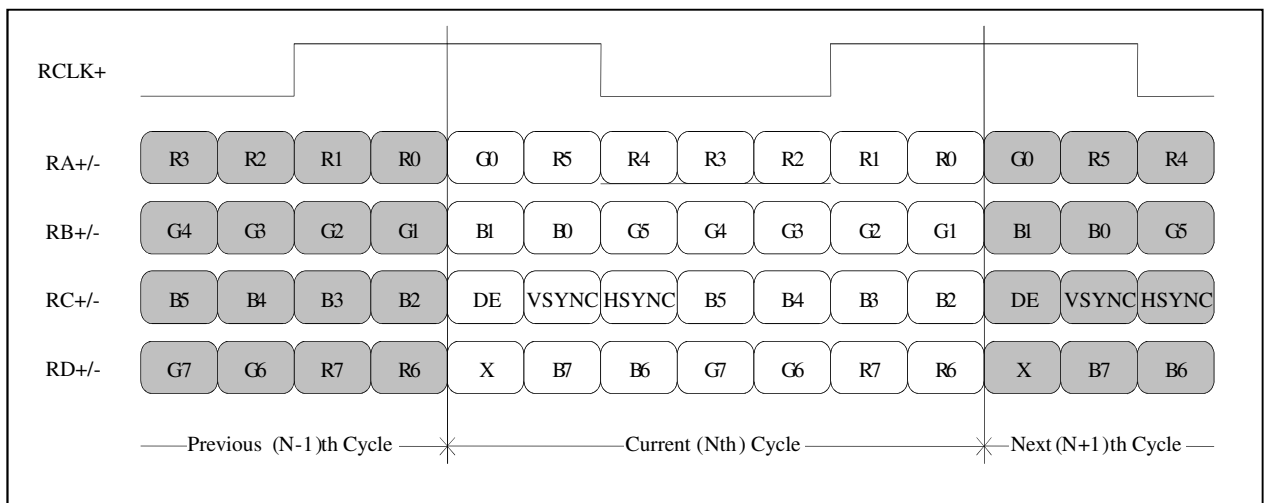 RCLK+
RA+/- R3 R2 R1 R0 G0 R5 R4 R3 R2 R1 R0 G0 R5 R4
RB+/- G4 G3 G2 G1 B1 B0 G5 G4 G3 G2 G1 B1 B0 G5
RC+/- B5 B4 B3 B2 DE VSYNC HSYNC B5 B4 B3 B2 DE VSYNC HSYNC
RD+/- G7 G6 R7 R6 X B7 B6 G7 G6 R7 R6 X B7 B6
Previous (N-1)th Cycle Current (Nth) Cycle Next (N+1)th Cycle